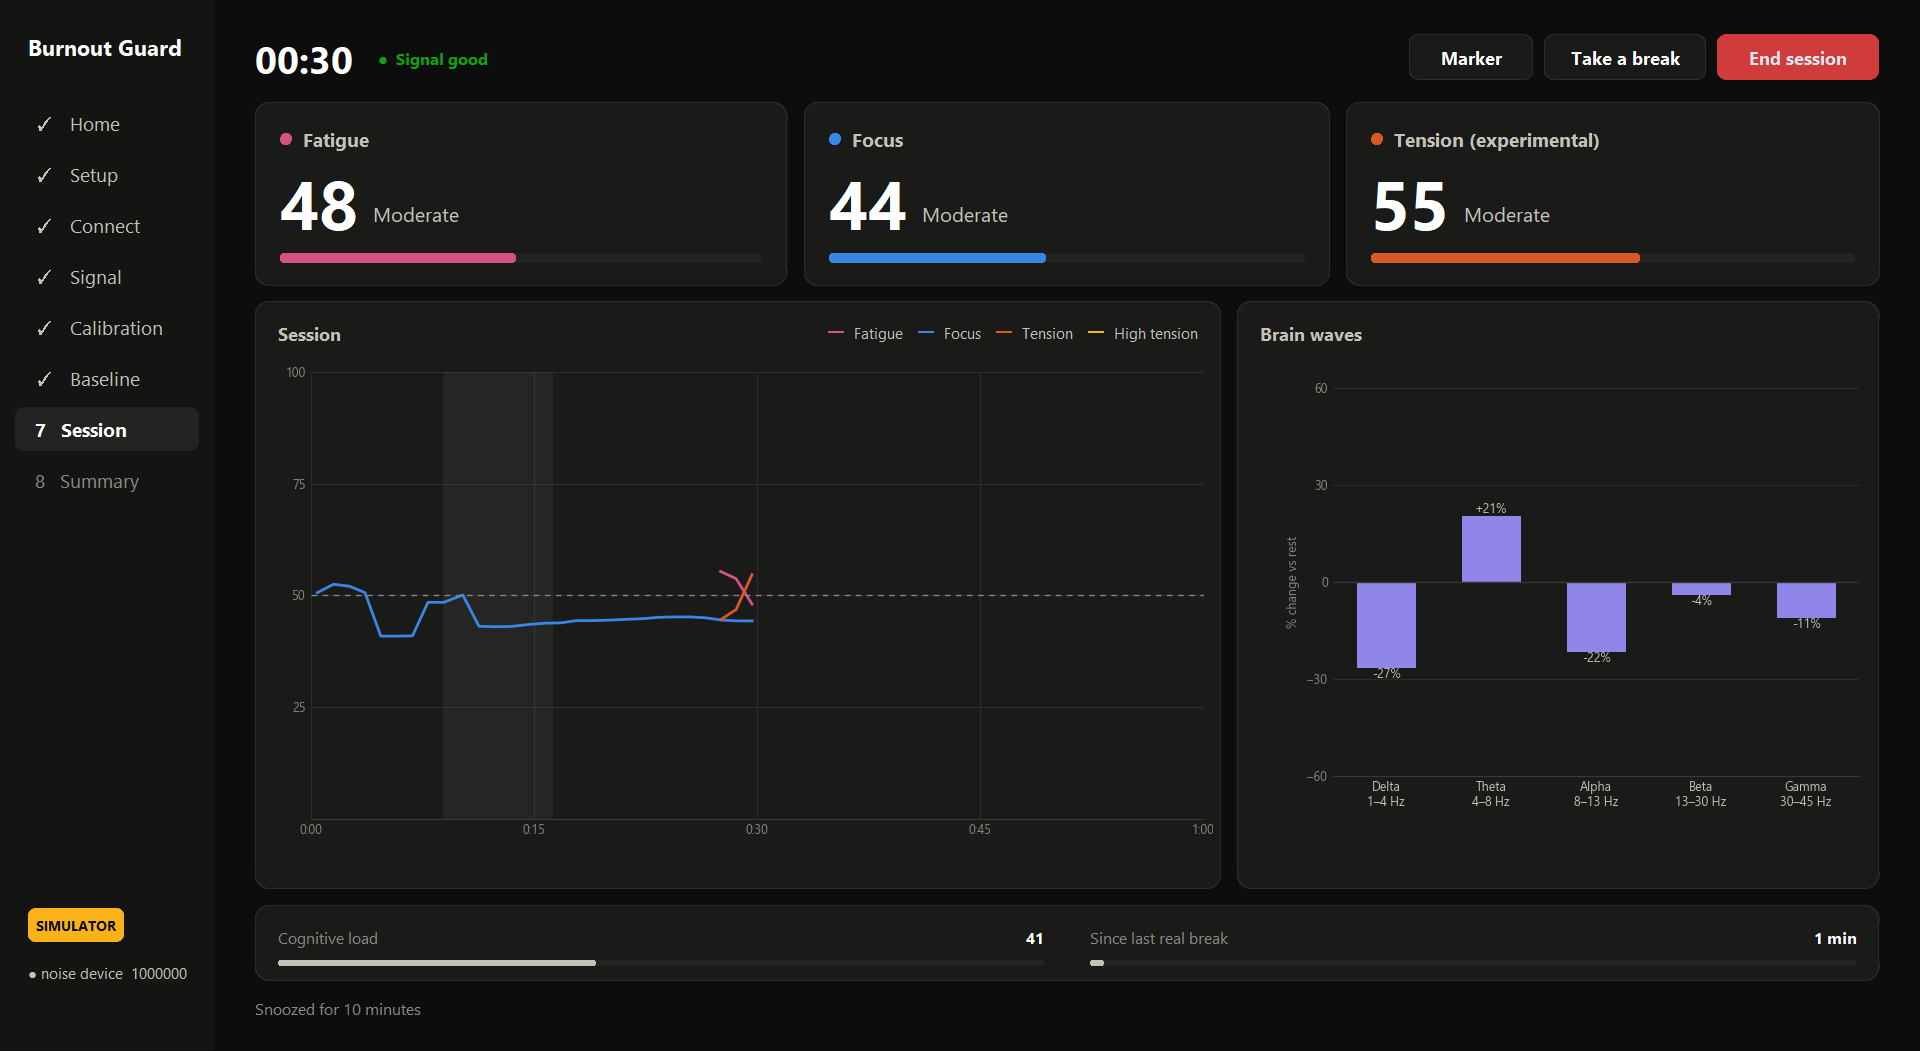 Burnout Guard
✓ Home
✓ Setup
✓ Connect
✓ Signal
✓ Calibration
✓ Baseline
7 Session
8 Summary
SIMULATOR
● noise device 1000000
00:30 ● Signal good
Marker
Take a break
End session
Fatigue
48 Moderate
Focus
44 Moderate
Tension (experimental)
55 Moderate
Session
Fatigue Focus Tension High tension
100
75
50
25
0:00 0:15 0:30 0:45 1:00
Brain waves
% change vs rest
60
30
0
−30
−60
-27%
+21%
-22%
-4%
-11%
Delta
1–4 Hz
Theta
4–8 Hz
Alpha
8–13 Hz
Beta
13–30 Hz
Gamma
30–45 Hz
Cognitive load 41
Since last real break 1 min
Snoozed for 10 minutes